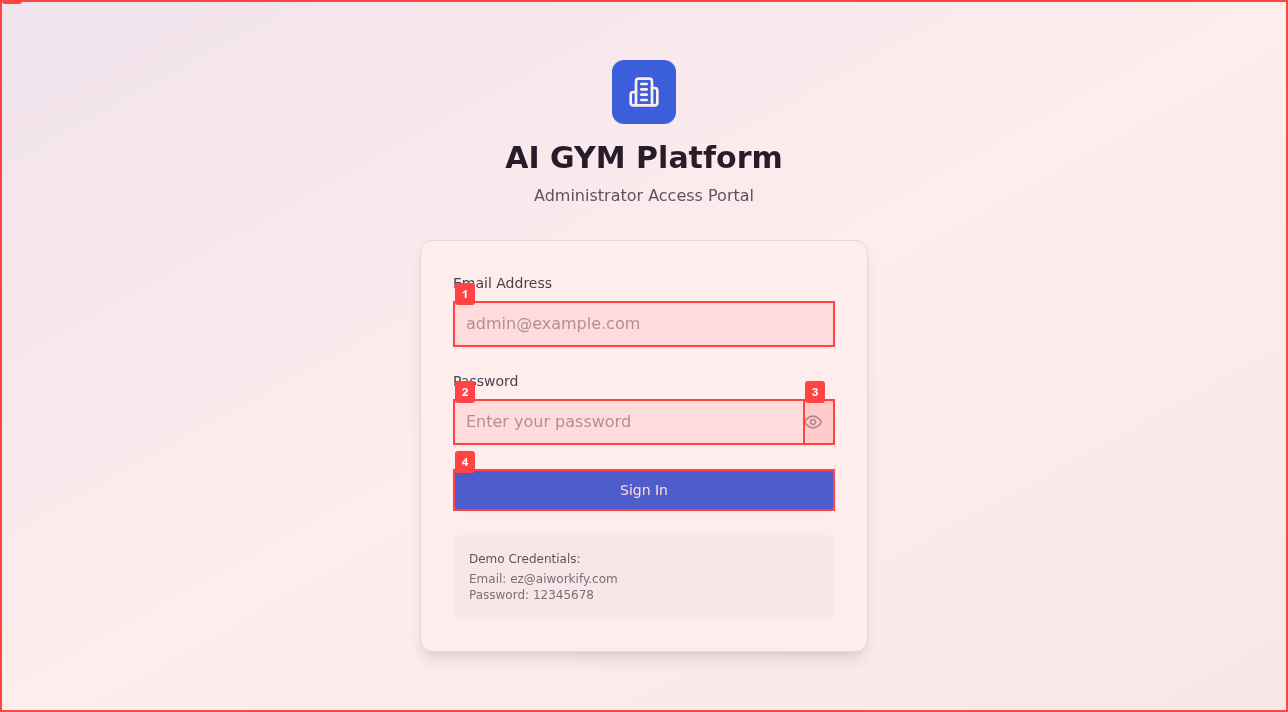 AI GYM Platform
Administrator Access Portal
Email Address
1
admin@example.com
Password
2
3
Enter your password
4
Sign In
Demo Credentials:
Email: ez@aiworkify.com
Password: 12345678